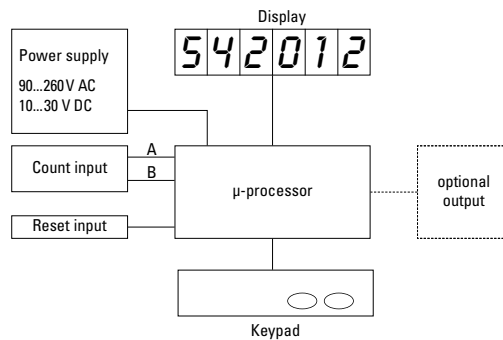 Display
542012
Power supply
90...260 V AC
10...30 V DC
Count input
A
B
µ-processor
optional
output
Reset input
Keypad